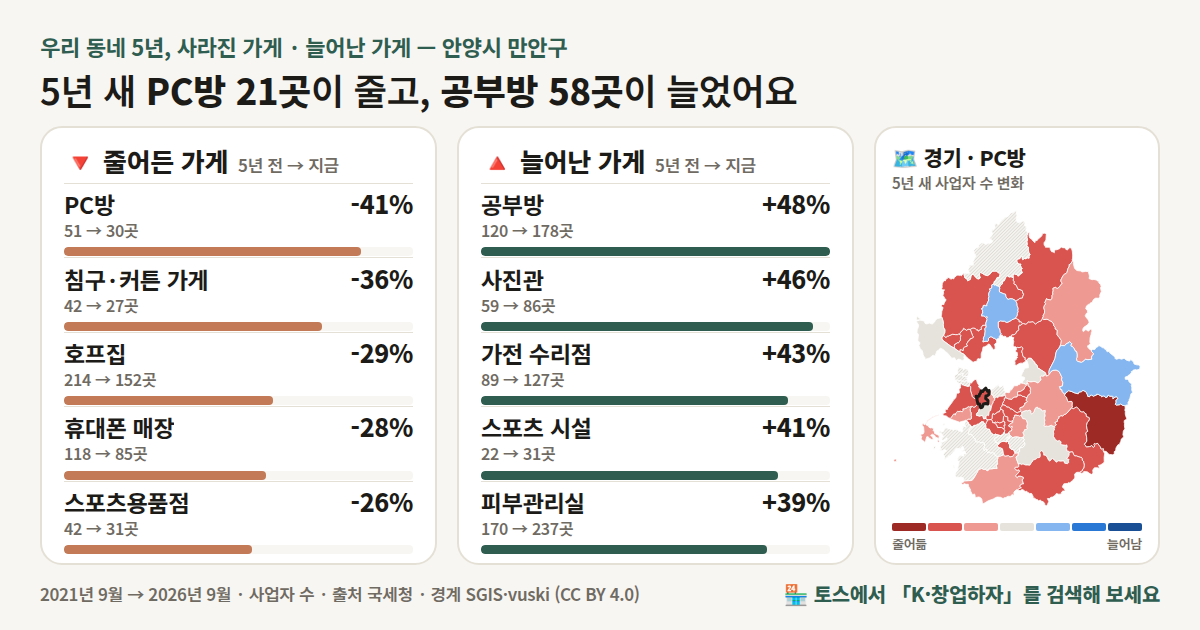 우리 동네 5년, 사라진 가게 · 늘어난 가게 — 안양시 만안구
5년 새 PC방 21곳이 줄고, 공부방 58곳이 늘었어요
줄어든 가게 5년 전 → 지금
PC방 -41%
51 → 30곳
침구·커튼 가게 -36%
42 → 27곳
호프집 -29%
214 → 152곳
휴대폰 매장 -28%
118 → 85곳
스포츠용품점 -26%
42 → 31곳
늘어난 가게 5년 전 → 지금
공부방 +48%
120 → 178곳
사진관 +46%
59 → 86곳
가전 수리점 +43%
89 → 127곳
스포츠 시설 +41%
22 → 31곳
피부관리실 +39%
170 → 237곳
경기 · PC방
5년 새 사업자 수 변화
줄어듦 늘어남
2021년 9월 → 2026년 9월 · 사업자 수 · 출처 국세청 · 경계 SGIS·vuski (CC BY 4.0)
토스에서 「K·창업하자」를 검색해 보세요